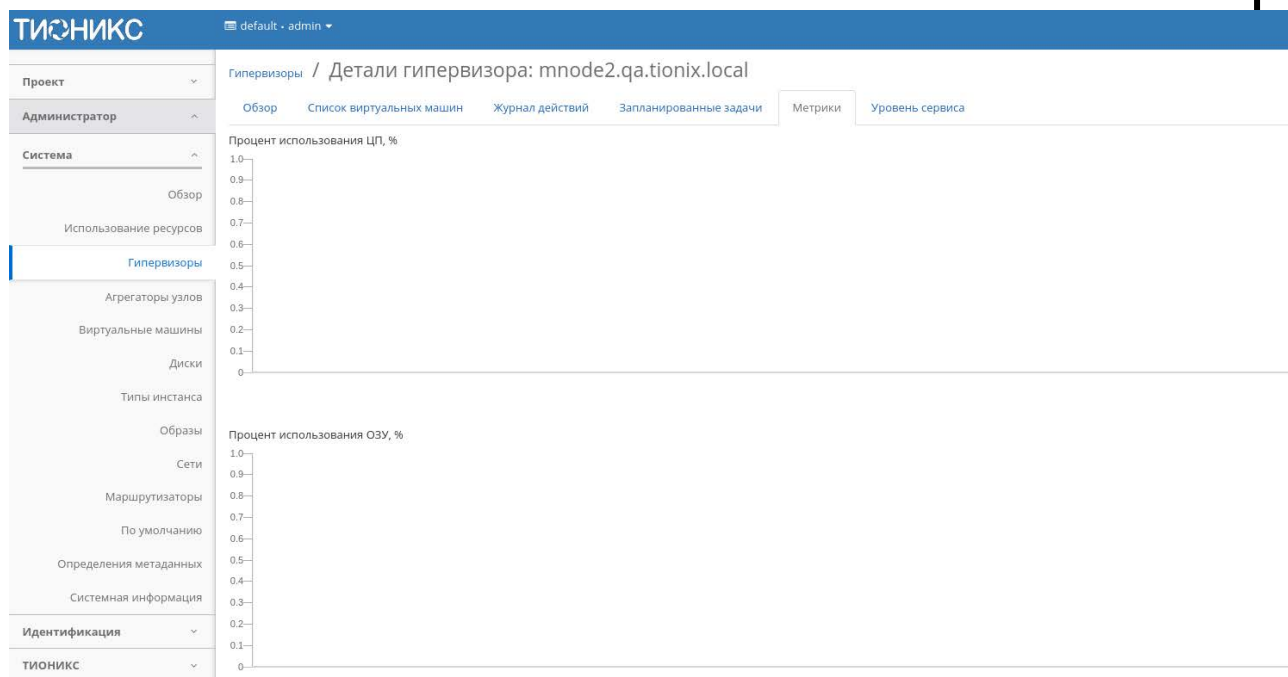 ТИОНИКС
default • admin
Проект
Администратор
Система
Обзор
Использование ресурсов
Гипервизоры
Агрегаторы узлов
Виртуальные машины
Диски
Типы инстанса
Образы
Сети
Маршрутизаторы
По умолчанию
Определения метаданных
Системная информация
Идентификация
ТИОНИКС
Гипервизоры / Детали гипервизора: mnode2.qa.tionix.local
Обзор Список виртуальных машин Журнал действий Запланированные задачи Метрики Уровень сервиса
Процент использования ЦП, %
1.0
0.9
0.8
0.7
0.6
0.5
0.4
0.3
0.2
0.1
0
Процент использования ОЗУ, %
1.0
0.9
0.8
0.7
0.6
0.5
0.4
0.3
0.2
0.1
0